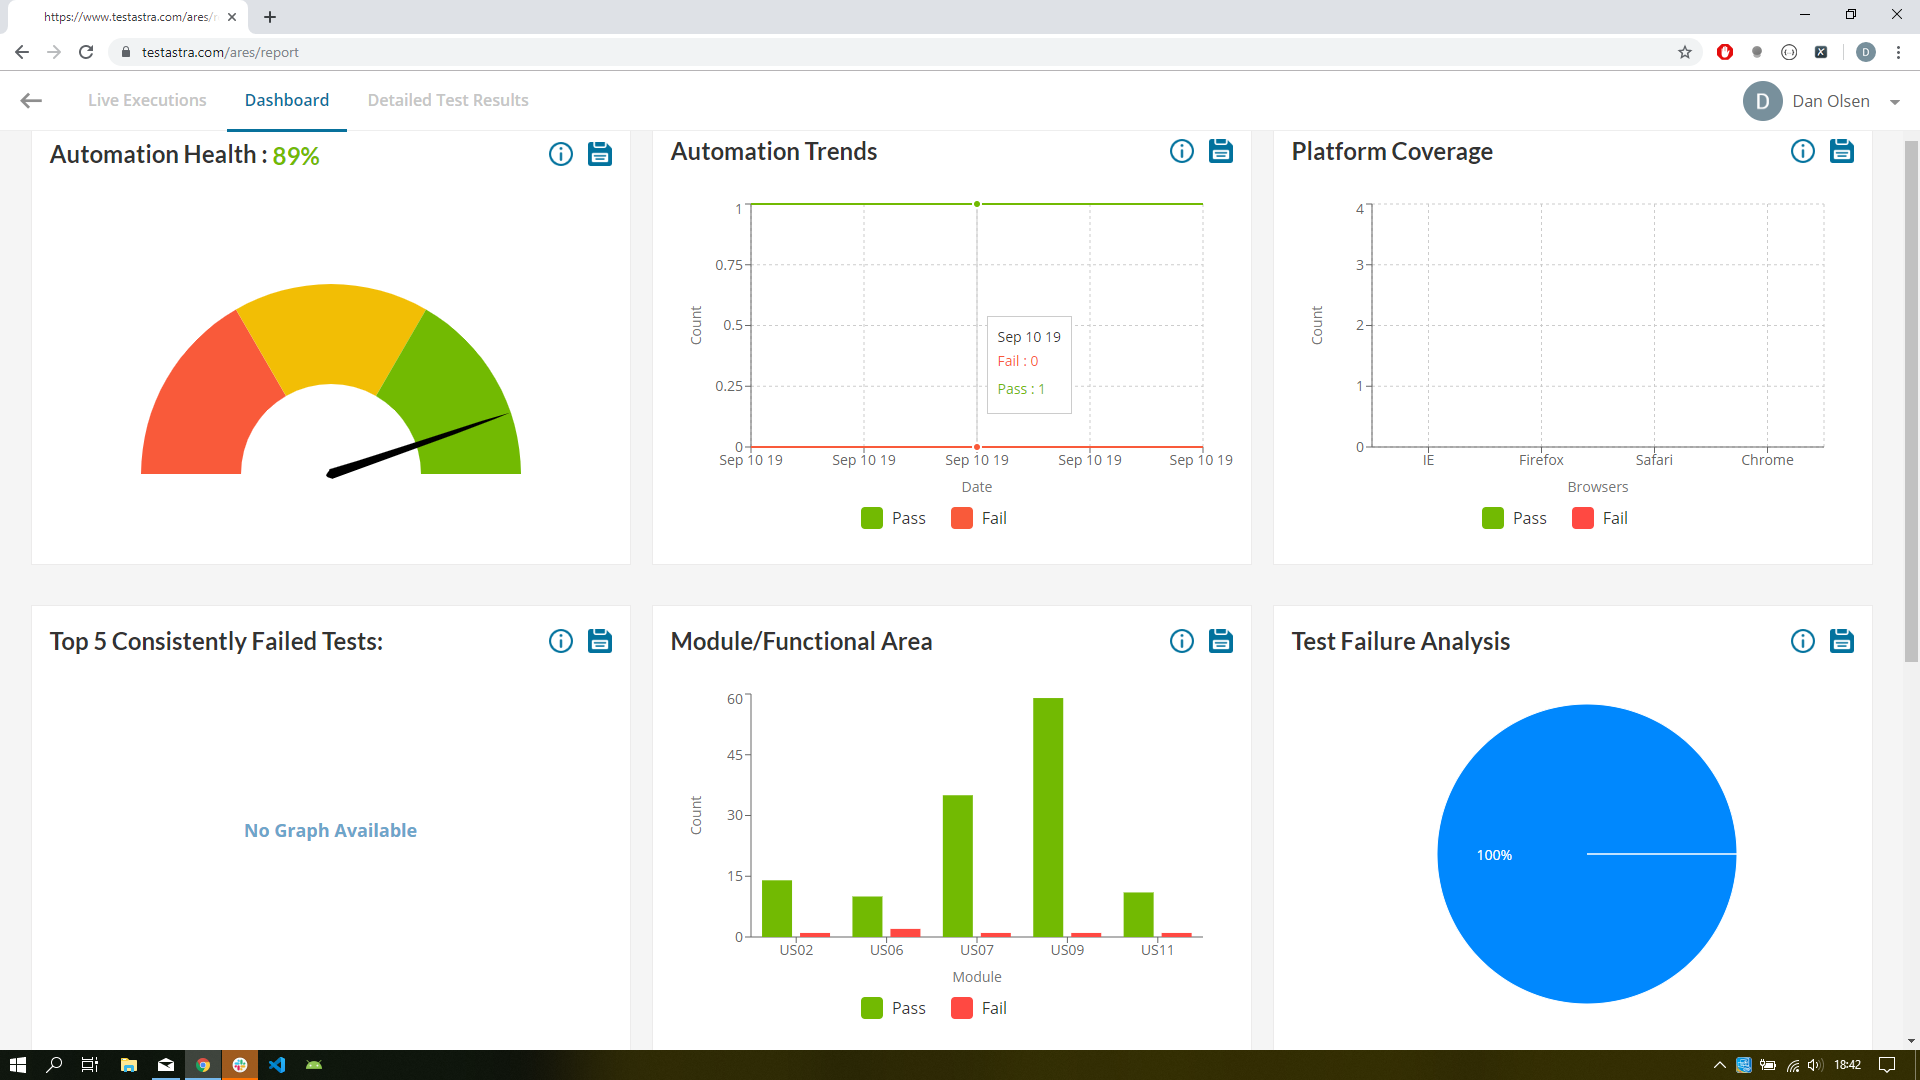 https://www.testastra.com/ares/r
testastra.com/ares/report
D
Live Executions
Dashboard
Detailed Test Results
D
Dan Olsen
Automation Health : 89%
Automation Trends
1
0.75
0.5
0.25
0
Count
Sep 10 19
Fail : 0
Pass : 1
Sep 10 19
Sep 10 19
Sep 10 19
Sep 10 19
Sep 10 19
Date
Pass
Fail
Platform Coverage
4
3
2
1
0
Count
IE
Firefox
Safari
Chrome
Browsers
Pass
Fail
Top 5 Consistently Failed Tests:
No Graph Available
Module/Functional Area
60
45
30
15
0
Count
US02
US06
US07
US09
US11
Module
Pass
Fail
Test Failure Analysis
100%
18:42